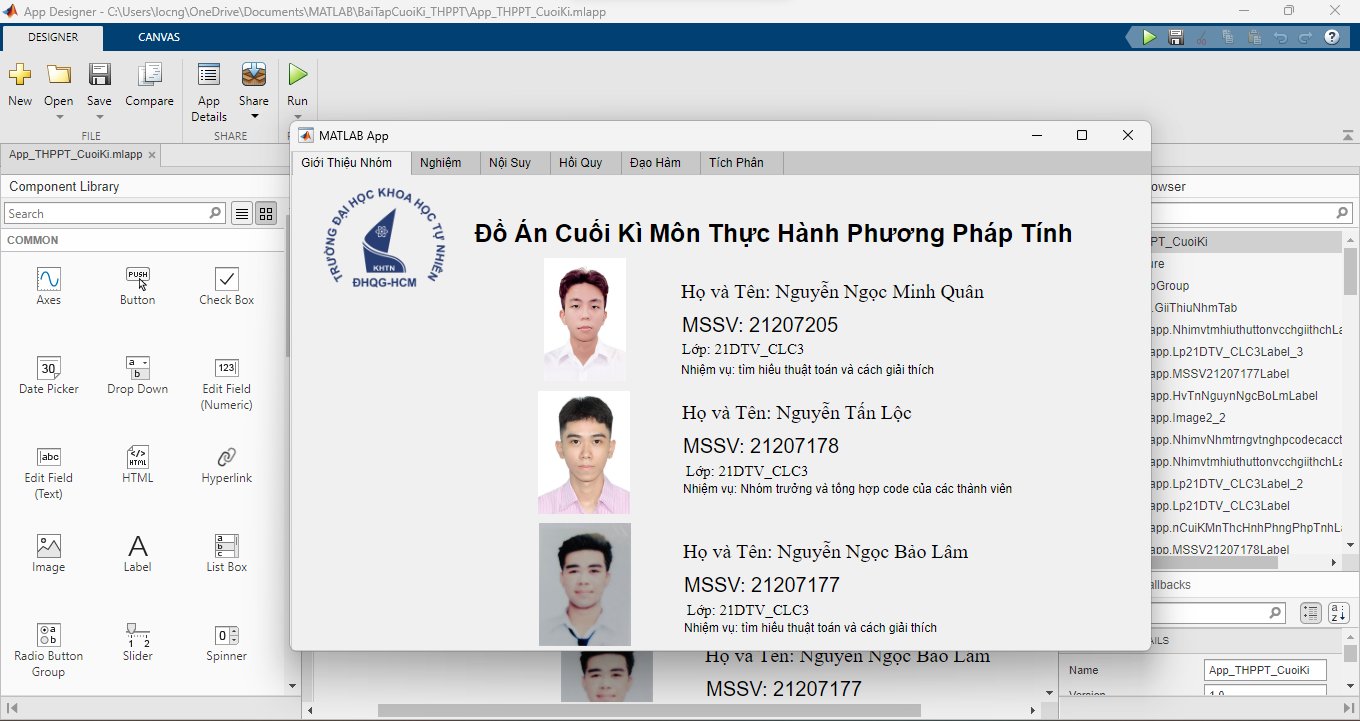 App Designer - C:\Users\locng\OneDrive\Documents\MATLAB\BaiTapCuoiKi_THPPT\App_THPPT_CuoiKi.mlapp
DESIGNER
CANVAS
New
Open
Save
Compare
App
Details
Share
Run
FILE
SHARE
App_THPPT_CuoiKi.mlapp
Component Library
Search
COMMON
Axes
Button
Check Box
Date Picker
Drop Down
Edit Field
(Numeric)
Edit Field
(Text)
HTML
Hyperlink
Image
Label
List Box
Radio Button
Group
Slider
Spinner
MATLAB App
Giới Thiệu Nhóm
Nghiệm
Nội Suy
Hồi Quy
Đạo Hàm
Tích Phân
TRƯỜNG ĐẠI HỌC KHOA HỌC TỰ NHIÊN
KHTN
ĐHQG-HCM
Đồ Án Cuối Kì Môn Thực Hành Phương Pháp Tính
Họ và Tên: Nguyễn Ngọc Minh Quân
MSSV: 21207205
Lớp: 21DTV_CLC3
Nhiệm vụ: tìm hiểu thuật toán và cách giải thích
Họ và Tên: Nguyễn Tấn Lộc
MSSV: 21207178
Lớp: 21DTV_CLC3
Nhiệm vụ: Nhóm trưởng và tổng hợp code của các thành viên
Họ và Tên: Nguyễn Ngọc Bảo Lâm
MSSV: 21207177
Lớp: 21DTV_CLC3
Nhiệm vụ: tìm hiểu thuật toán và cách giải thích
Họ và Tên: Nguyễn Ngọc Bảo Lâm
MSSV: 21207177
owser
PT_CuoiKi
ure
oGroup
.GiiThiuNhmTab
app.NhimvtmhiuthuttonvcchgiithchLa
app.Lp21DTV_CLC3Label_3
app.MSSV21207177Label
app.HvTnNguynNgcBoLmLabel
app.Image2_2
app.NhimvNhmtrngvtnghpcodecacct
app.NhimvtmhiuthuttonvcchgiithchLa
app.Lp21DTV_CLC3Label_2
app.Lp21DTV_CLC3Label
app.nCuiKMnThcHnhPhngPhpTnhL
app.MSSV21207178Label
allbacks
AILS
Name
App_THPPT_CuoiKi
Version
1.0